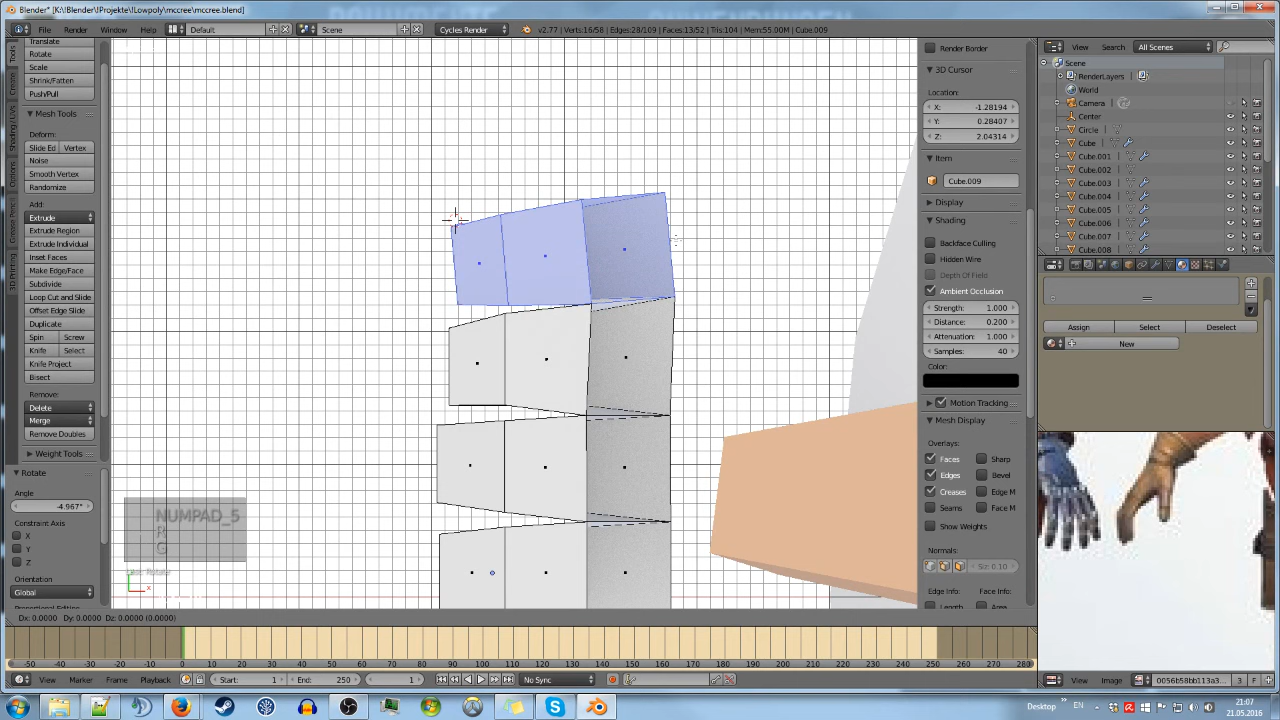 Blender* [K:\!Blender\!Projekte\!Lowpoly\mccree\mccree.blend]
File Render Window Help Default Scene Cycles Render v2.77 | Verts:16/58 | Edges:28/109 | Faces:13/52 | Tris:104 | Mem:55.00M | Cube.009
Translate
Rotate
Scale
Shrink/Fatten
Push/Pull
Mesh Tools
Deform:
Slide Ed Vertex
Noise
Smooth Vertex
Randomize
Add:
Extrude
Extrude Region
Extrude Individual
Inset Faces
Make Edge/Face
Subdivide
Loop Cut and Slide
Offset Edge Slide
Duplicate
Spin Screw
Knife Select
Knife Project
Bisect
Remove:
Delete
Merge
Remove Doubles
Weight Tools
Rotate
Angle
-4.967°
Constraint Axis
X
Y
Z
Orientation
Global
Tools
Create
Shading / UVs
Options
Grease Pencil
3D Printing
NUMPAD_5
R
G
x
Dx: 0.0000 Dy: 0.0000 Dz: 0.0000 (0.0000)
Render Border
3D Cursor
Location:
X: -1.28194
Y: 0.28407
Z: 2.04314
Item
Cube.009
Display
Shading
Backface Culling
Hidden Wire
Depth Of Field
Ambient Occlusion
Strength: 1.000
Distance: 0.200
Attenuation: 1.000
Samples: 40
Color:
Motion Tracking
Mesh Display
Overlays:
Faces Sharp
Edges Bevel
Creases Edge M
Seams Face M
Show Weights
Normals:
Siz: 0.10
Edge Info: Face Info:
Length Area
View Search All Scenes
Scene
RenderLayers
World
Camera
Center
Circle
Cube
Cube.001
Cube.002
Cube.003
Cube.004
Cube.005
Cube.006
Cube.007
Cube.008
Assign Select Deselect
New
View Image 0056b58bb113a3... 3 F
-50 -40 -30 -20 -10 0 10 20 30 40 50 60 70 80 90 100 110 120 130 140 150 160 170 180 190 200 210 220 230 240 250 260 270 280
View Marker Frame Playback Start: 1 End: 250 1 No Sync
Desktop EN 21:07
21.05.2016